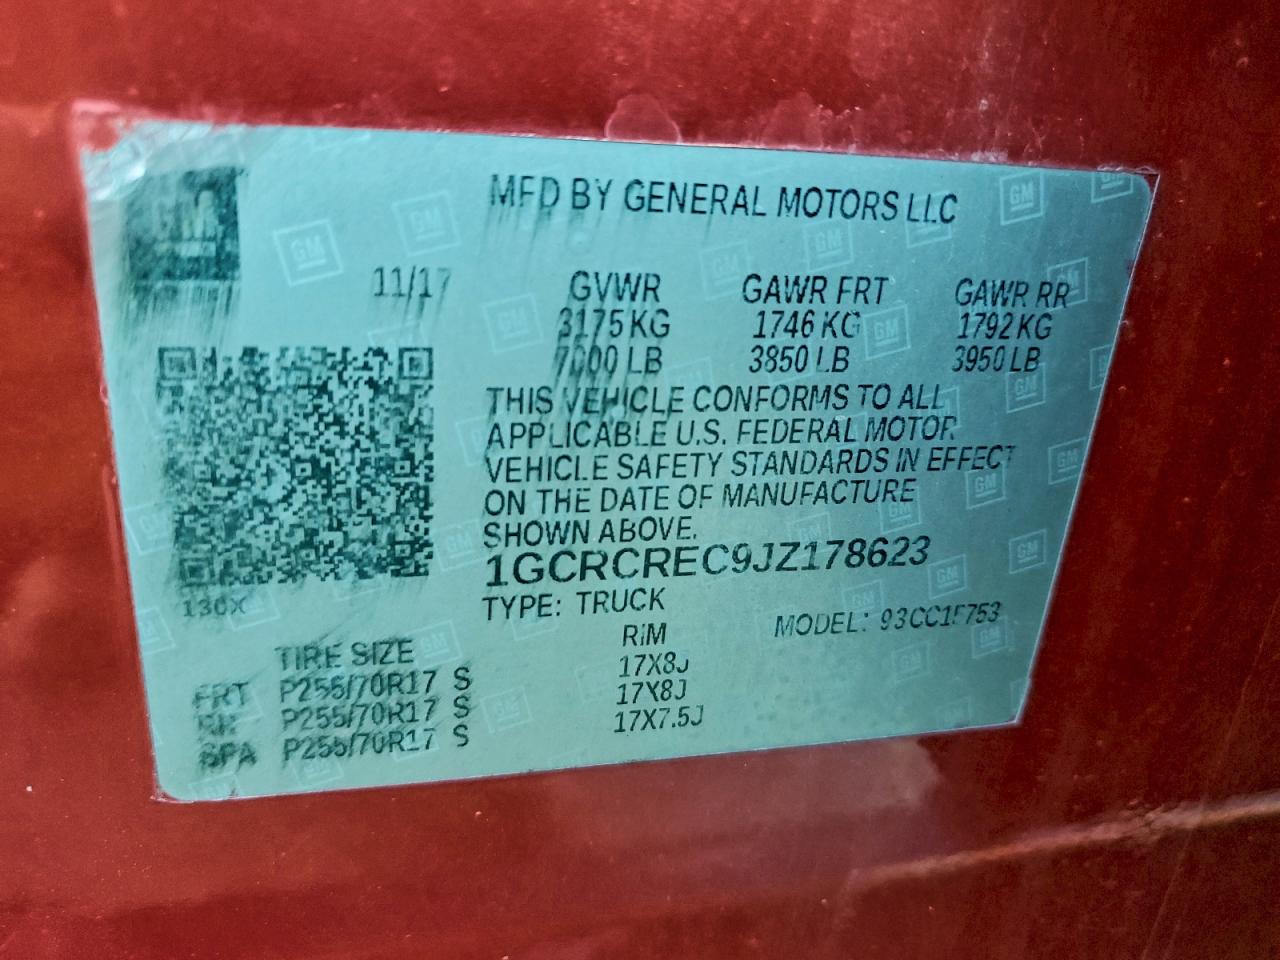 MFD BY GENERAL MOTORS LLC
11/17 GVWR GAWR FRT GAWR RR
3175 KG 1746 KG 1792 KG
7000 LB 3850 LB 3950 LB
THIS VEHICLE CONFORMS TO ALL
APPLICABLE U.S. FEDERAL MOTOR
VEHICLE SAFETY STANDARDS IN EFFECT
ON THE DATE OF MANUFACTURE
SHOWN ABOVE.
1GCRCREC9JZ178623
130X TYPE: TRUCK
MODEL: 93CC15753
TIRE SIZE RIM
FRT P255/70R17 S 17X8J
RR P255/70R17 S 17X8J
SPA P255/70R17 S 17X7.5J